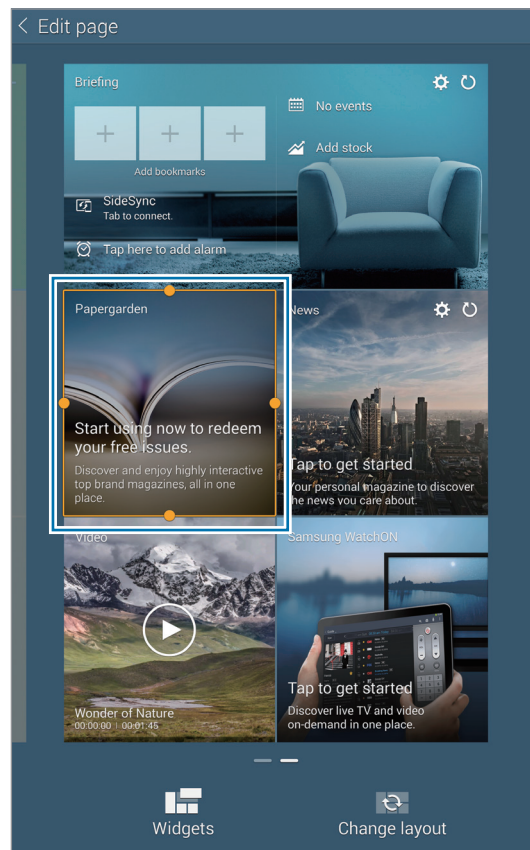 Edit page
Briefing
No events
Add stock
Add bookmarks
SideSync
Tab to connect.
Tap here to add alarm
Papergarden
Start using now to redeem
your free issues.
Discover and enjoy highly interactive
top brand magazines, all in one
place.
News
Tap to get started
Your personal magazine to discover
the news you care about.
Video
Wonder of Nature
00:00:00 | 00:01:45
Samsung WatchON
Tap to get started
Discover live TV and video
on-demand in one place.
Widgets
Change layout